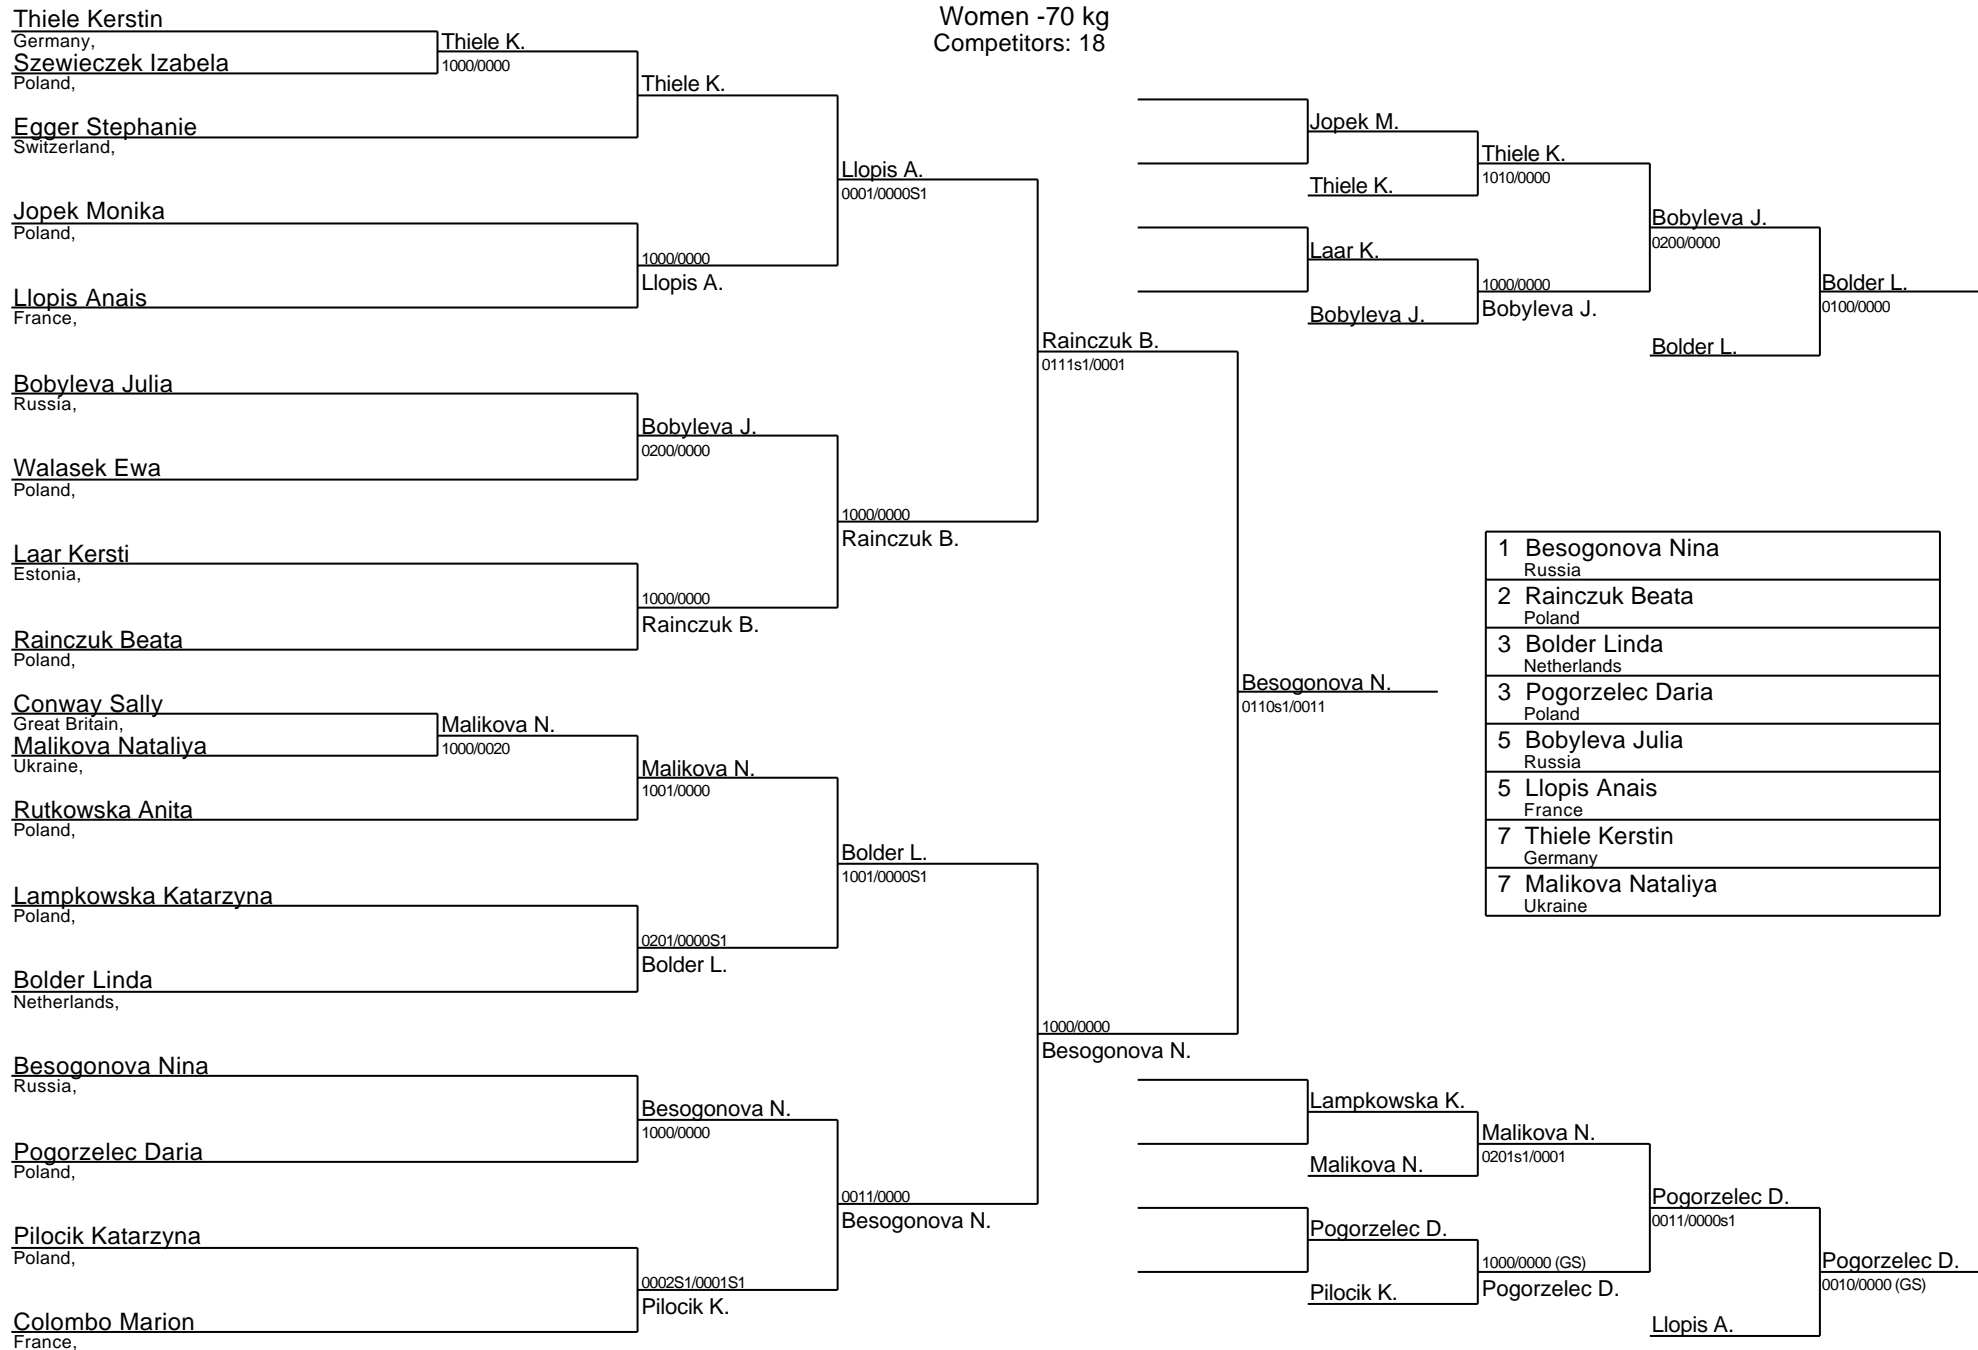 Women -70 kg
Competitors: 18
Thiele Kerstin
Germany,
Szewieczek Izabela
Poland,
Egger Stephanie
Switzerland,
Jopek Monika
Poland,
Llopis Anais
France,
Bobyleva Julia
Russia,
Walasek Ewa
Poland,
Laar Kersti
Estonia,
Rainczuk Beata
Poland,
Conway Sally
Great Britain,
Malikova Nataliya
Ukraine,
Rutkowska Anita
Poland,
Lampkowska Katarzyna
Poland,
Bolder Linda
Netherlands,
Besogonova Nina
Russia,
Pogorzelec Daria
Poland,
Pilocik Katarzyna
Poland,
Colombo Marion
France,
Thiele K.
1000/0000
Malikova N.
1000/0020
Thiele K.
1000/0000
Llopis A.
Bobyleva J.
0200/0000
1000/0000
Rainczuk B.
Malikova N.
1001/0000
0201/0000S1
Bolder L.
Besogonova N.
1000/0000
0002S1/0001S1
Pilocik K.
Llopis A.
0001/0000S1
1000/0000
Rainczuk B.
Bolder L.
1001/0000S1
0011/0000
Besogonova N.
Rainczuk B.
0111s1/0001
1000/0000
Besogonova N.
Besogonova N.
0110s1/0011
Jopek M.
Thiele K.
Laar K.
Bobyleva J.
Thiele K.
1010/0000
1000/0000
Bobyleva J.
Bobyleva J.
0200/0000
Bolder L.
Bolder L.
0100/0000
1 Besogonova Nina
Russia
2 Rainczuk Beata
Poland
3 Bolder Linda
Netherlands
3 Pogorzelec Daria
Poland
5 Bobyleva Julia
Russia
5 Llopis Anais
France
7 Thiele Kerstin
Germany
7 Malikova Nataliya
Ukraine
Lampkowska K.
Malikova N.
Pogorzelec D.
Pilocik K.
Malikova N.
0201s1/0001
1000/0000 (GS)
Pogorzelec D.
Pogorzelec D.
0011/0000s1
Llopis A.
Pogorzelec D.
0010/0000 (GS)